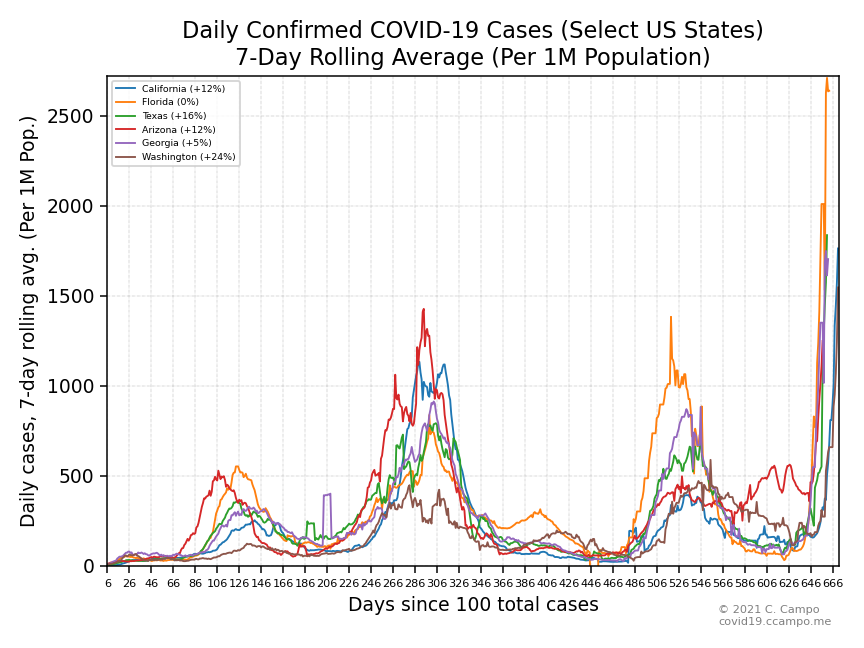 Daily Confirmed COVID-19 Cases (Select US States)
7-Day Rolling Average (Per 1M Population)
Daily cases, 7-day rolling avg. (Per 1M Pop.)
2500
2000
1500
1000
500
0
California (+12%)
Florida (0%)
Texas (+16%)
Arizona (+12%)
Georgia (+5%)
Washington (+24%)
6 26 46 66 86 106 126 146 166 186 206 226 246 266 286 306 326 346 366 386 406 426 446 466 486 506 526 546 566 586 606 626 646 666
Days since 100 total cases
© 2021 C. Campo
covid19.ccampo.me